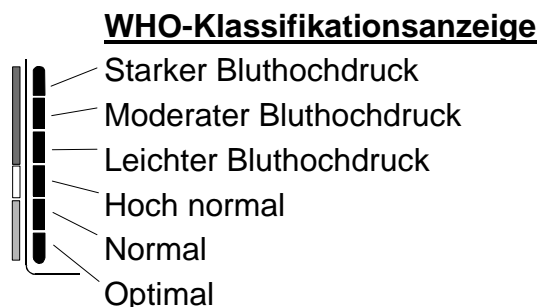 WHO-Klassifikationsanzeige
Starker Bluthochdruck
Moderater Bluthochdruck
Leichter Bluthochdruck
Hoch normal
Normal
Optimal